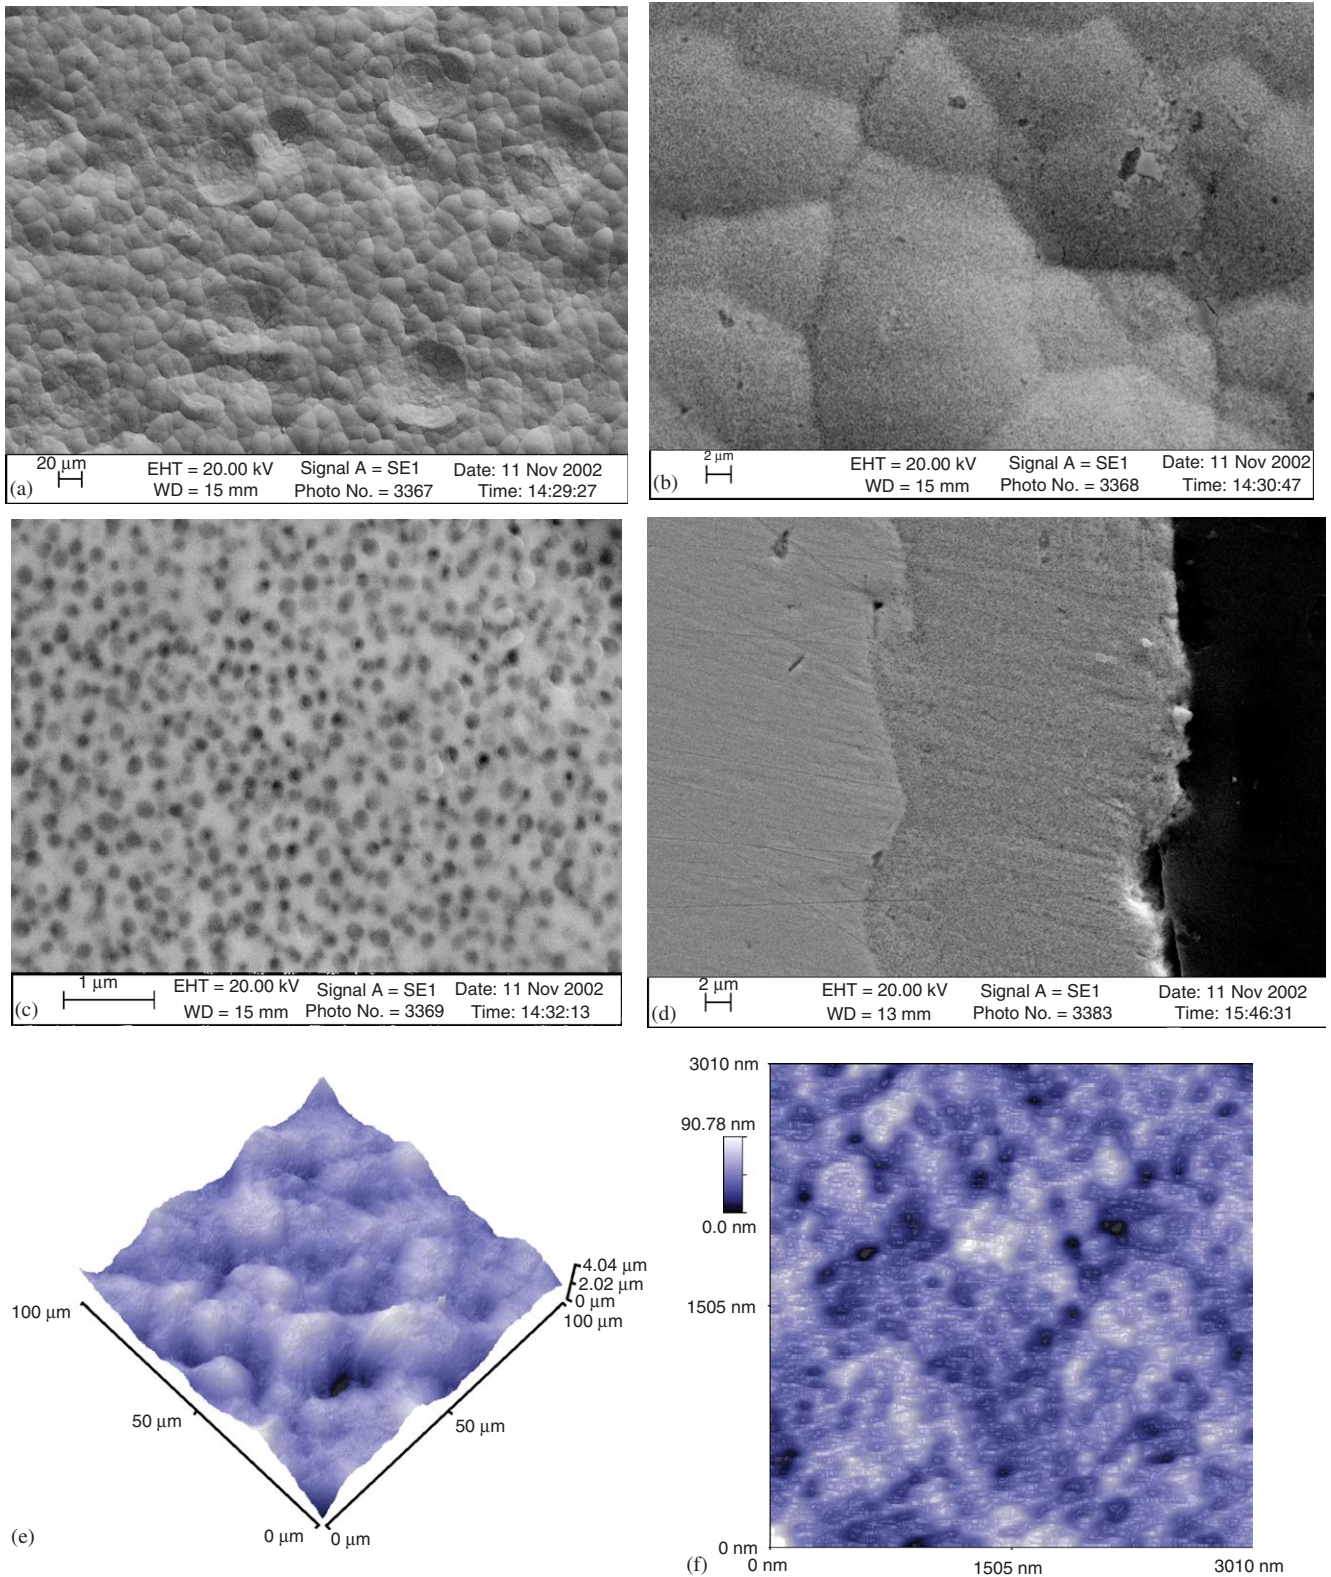 20 µm
EHT = 20.00 kV Signal A = SE1 Date: 11 Nov 2002
(a)
WD = 15 mm Photo No. = 3367 Time: 14:29:27
2 µm
EHT = 20.00 kV Signal A = SE1 Date: 11 Nov 2002
(b)
WD = 15 mm Photo No. = 3368 Time: 14:30:47
1 µm
EHT = 20.00 kV Signal A = SE1 Date: 11 Nov 2002
(c)
WD = 15 mm Photo No. = 3369 Time: 14:32:13
2 µm
EHT = 20.00 kV Signal A = SE1 Date: 11 Nov 2002
(d)
WD = 13 mm Photo No. = 3383 Time: 15:46:31
4.04 µm
2.02 µm
0 µm
100 µm
100 µm
50 µm
50 µm
0 µm
0 µm
(e)
3010 nm
90.78 nm
0.0 nm
1505 nm
0 nm
(f)
0 nm
1505 nm
3010 nm